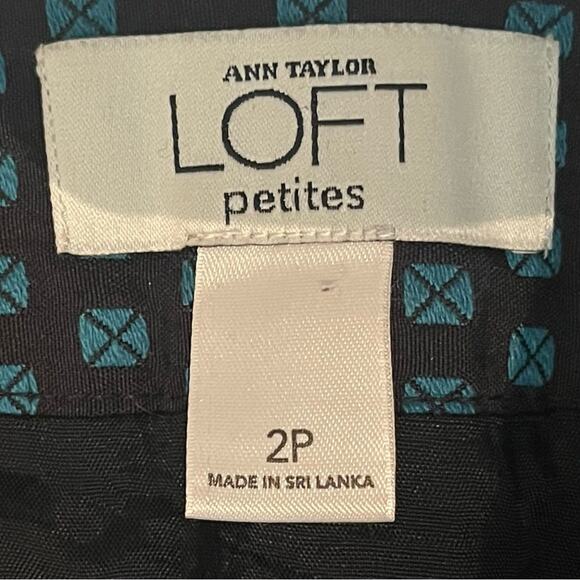 ANN TAYLOR
LOFT
petites
2P
MADE IN SRI LANKA